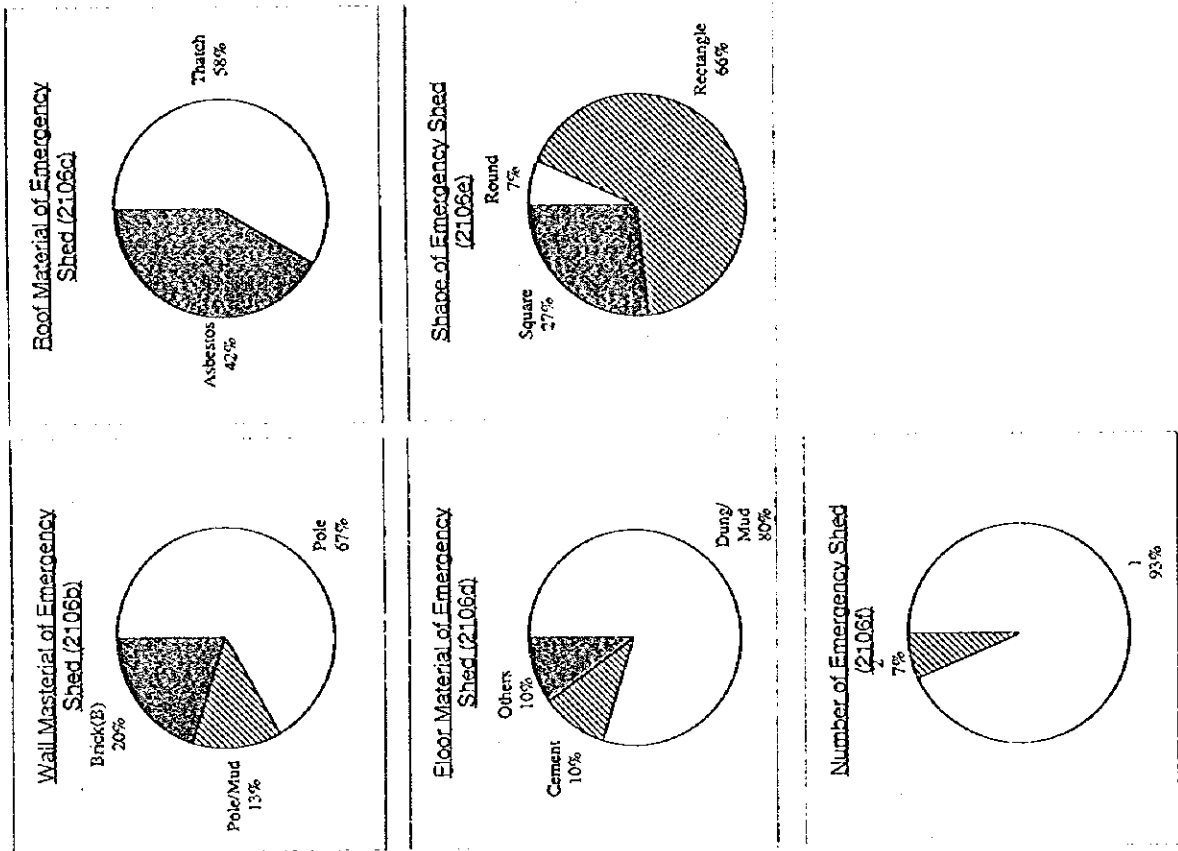 Wall Masterial of Emergency
Shed (2106b)
Brick(B)
20%
Pole/Mud
13%
Pole
67%
Roof Material of Emergency
Shed (2106c)
Asbestos
42%
Thatch
58%
Floor Material of Emergency
Shed (2106d)
Others
10%
Cement
10%
Dung/
Mud
80%
Shape of Emergency Shed
(2106e)
Square
27%
Round
7%
Rectangle
66%
Number of Emergency Shed
(2106f)
2
7%
1
93%